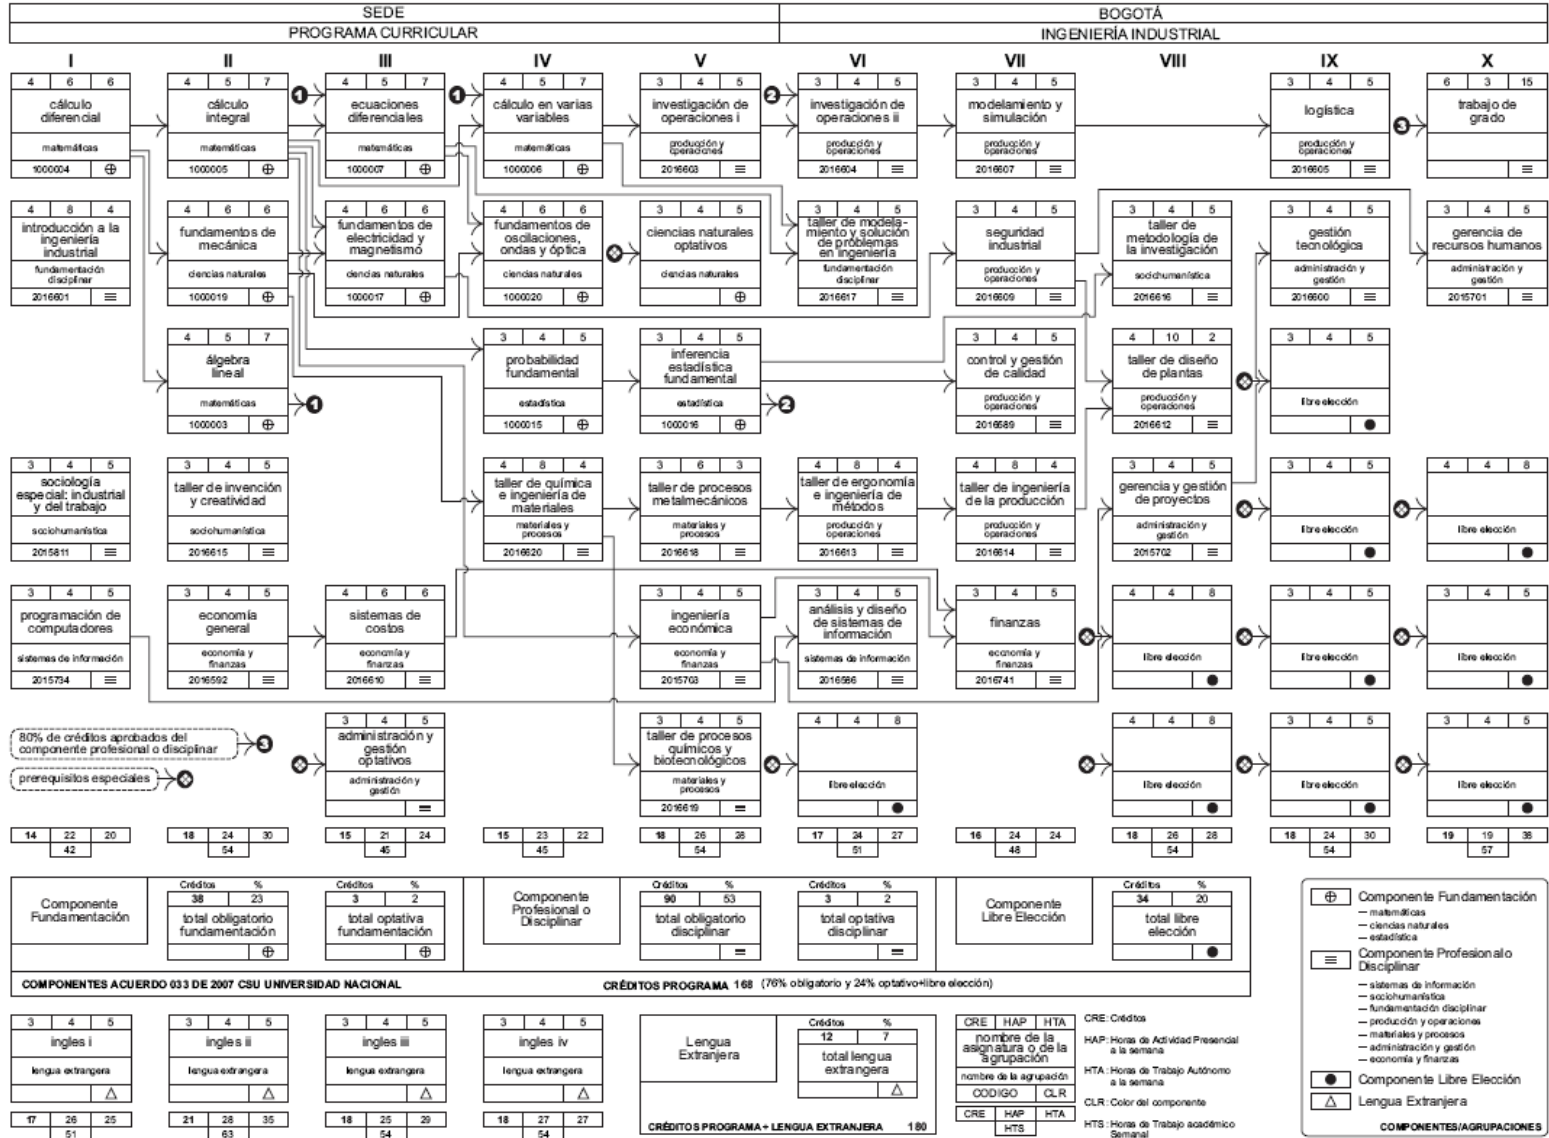 SEDE BOGOTÁ
PROGRAMA CURRICULAR INGENIERÍA INDUSTRIAL
I II III IV V VI VII VIII IX X
4 6 6
cálculo
diferencial
matemáticas
1000004 ⊕
4 5 7
cálculo
integral
matemáticas
1000005 ⊕
1
4 5 7
ecuaciones
diferenciales
matemáticas
1000007 ⊕
1
4 5 7
cálculo en varias
variables
matemáticas
1000006 ⊕
3 4 5
investigación de
operaciones i
producción y
operaciones
2016603 =
2
3 4 5
investigación de
operaciones ii
producción y
operaciones
2016604 =
3 4 5
modelamiento y
simulación
producción y
operaciones
2016607 =
3 4 5
logística
producción y
operaciones
2016605 =
3
6 3 15
trabajo de
grado
=
4 8 4
introducción a la
ingeniería
industrial
fundamentación
disciplinar
2016601 =
4 6 6
fundamentos de
mecánica
ciencias naturales
1000019 ⊕
4 6 6
fundamentos de
electricidad y
magnetismo
ciencias naturales
1000017 ⊕
4 6 6
fundamentos de
oscilaciones,
ondas y óptica
ciencias naturales
1000020 ⊕
3 4 5
ciencias naturales
optativos
ciencias naturales
⊕
3 4 5
taller de modela-
miento y solución
de problemas
en ingeniería
fundamentación
disciplinar
2016617 =
3 4 5
seguridad
industrial
producción y
operaciones
2016609 =
3 4 5
taller de
metodología de
la investigación
sociohumanística
2016616 =
3 4 5
gestión
tecnológica
administración y
gestión
2016600 =
3 4 5
gerencia de
recursos humanos
administración y
gestión
2015701 =
4 5 7
álgebra
lineal
matemáticas
1000003 ⊕
1
3 4 5
probabilidad
fundamental
estadística
1000015 ⊕
3 4 5
inferencia
estadística
fundamental
estadística
1000016 ⊕
2
3 4 5
control y gestión
de calidad
producción y
operaciones
2016589 =
4 10 2
taller de diseño
de plantas
producción y
operaciones
2016612 =
3 4 5
libre elección
3 4 5
sociología
especial: industrial
y del trabajo
sociohumanística
2015811 =
3 4 5
taller de invención
y creatividad
sociohumanística
2016615 =
4 8 4
taller de química
e ingeniería de
materiales
materiales y
procesos
2016620 =
3 6 3
taller de procesos
metalmecánicos
materiales y
procesos
2016618 =
4 8 4
taller de ergonomía
e ingeniería de
métodos
producción y
operaciones
2016613 =
4 8 4
taller de ingeniería
de la producción
producción y
operaciones
2016614 =
3 4 5
gerencia y gestión
de proyectos
administración y
gestión
2015702 =
3 4 5
libre elección
4 4 8
libre elección
3 4 5
programación de
computadores
sistemas de información
2015734 =
3 4 5
economía
general
economía y
finanzas
2016592 =
4 6 6
sistemas de
costos
economía y
finanzas
2016610 =
3 4 5
ingeniería
económica
economía y
finanzas
2015703 =
3 4 5
análisis y diseño
de sistemas de
información
sistemas de información
2016586 =
3 4 5
finanzas
economía y
finanzas
2016741 =
4 4 8
libre elección
3 4 5
libre elección
3 4 5
libre elección
80% de créditos aprobados del
componente profesional o disciplinar
3
prerequisitos especiales
3 4 5
administración y
gestión
optativos
administración y
gestión
=
3 4 5
taller de procesos
químicos y
biotecnológicos
materiales y
procesos
2016619 =
4 4 8
libre elección
4 4 8
libre elección
3 4 5
libre elección
3 4 5
libre elección
14 22 20
42
18 24 30
54
15 21 24
45
15 23 22
45
18 26 28
54
17 24 27
51
16 24 24
48
18 26 28
54
18 24 30
54
19 19 38
57
Componente
Fundamentación
Créditos %
38 23
total obligatorio
fundamentación
⊕
Créditos %
3 2
total optativa
fundamentación
⊕
Componente
Profesional o
Disciplinar
Créditos %
90 53
total obligatorio
disciplinar
=
Créditos %
3 2
total optativa
disciplinar
=
Componente
Libre Elección
Créditos %
34 20
total libre
elección
COMPONENTES ACUERDO 033 DE 2007 CSU UNIVERSIDAD NACIONAL
CRÉDITOS PROGRAMA 168 (76% obligatorio y 24% optativo+libre elección)
⊕ Componente Fundamentación
— matemáticas
— ciencias naturales
— estadística
= Componente Profesional o
Disciplinar
— sistemas de información
— sociohumanística
— fundamentación disciplinar
— producción y operaciones
— materiales y procesos
— administración y gestión
— economía y finanzas
● Componente Libre Elección
△ Lengua Extranjera
COMPONENTES/AGRUPACIONES
3 4 5
ingles i
lengua extrangera
△
3 4 5
ingles ii
lengua extrangera
△
3 4 5
ingles iii
lengua extrangera
△
3 4 5
ingles iv
lengua extrangera
△
17 26 25
51
21 28 35
63
18 25 29
54
18 27 27
54
Lengua
Extranjera
Créditos %
12 7
total lengua
extrangera
△
CRÉDITOS PROGRAMA + LENGUA EXTRANJERA 180
CRE HAP HTA
nombre de la
asignatura o de la
agrupación
nombre de la agrupación
CODIGO CLR
CRE HAP HTA
HTS
CRE: Créditos
HAP: Horas de Actividad Presencial
a la semana
HTA: Horas de Trabajo Autónomo
a la semana
CLR: Color del componente
HTS: Horas de Trabajo académico
Semanal